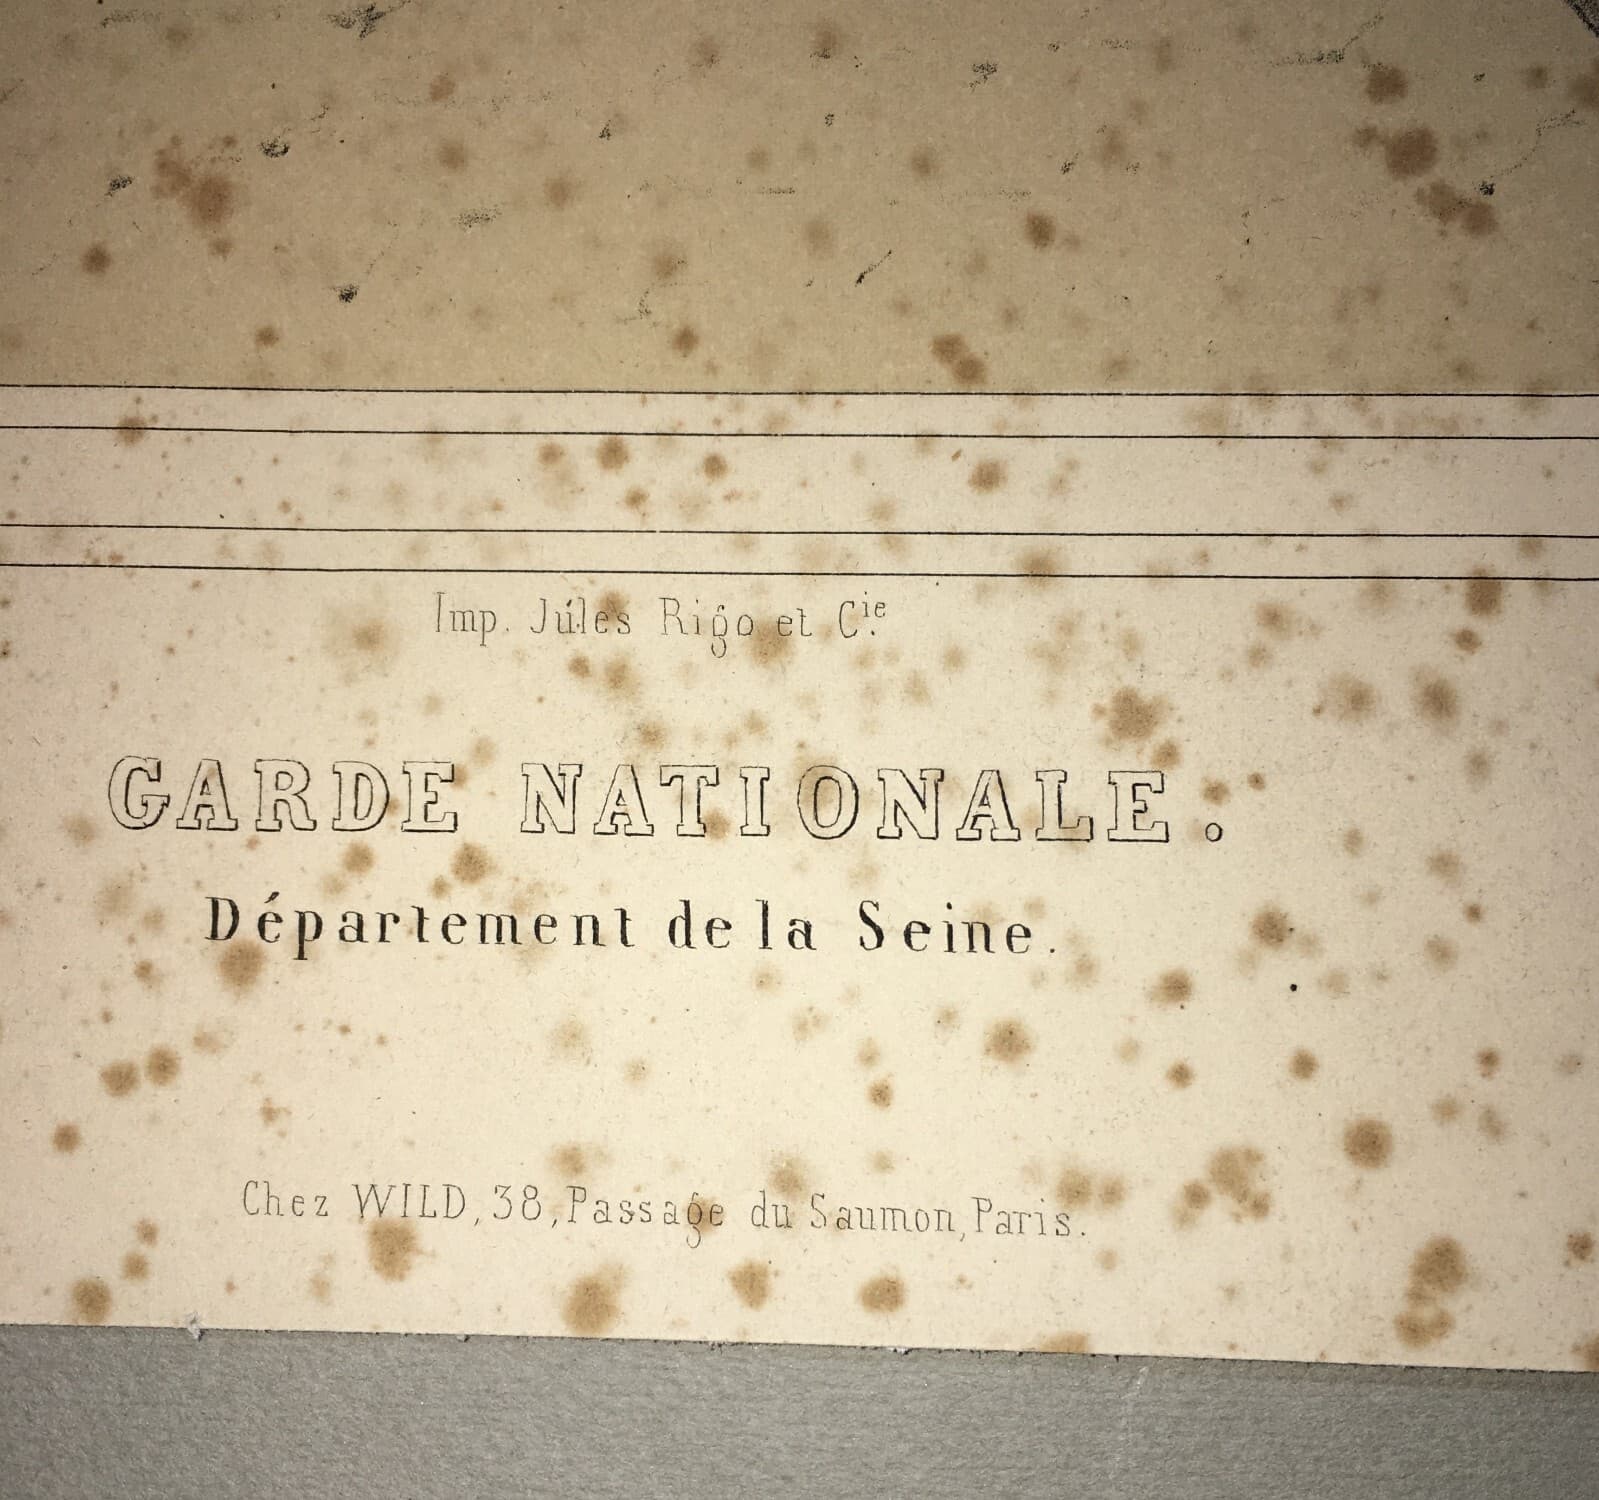 Imp. Jules Rigo et Cie.
GARDE NATIONALE.
Département de la Seine.
Chez WILD, 38, Passage du Saumon, Paris.